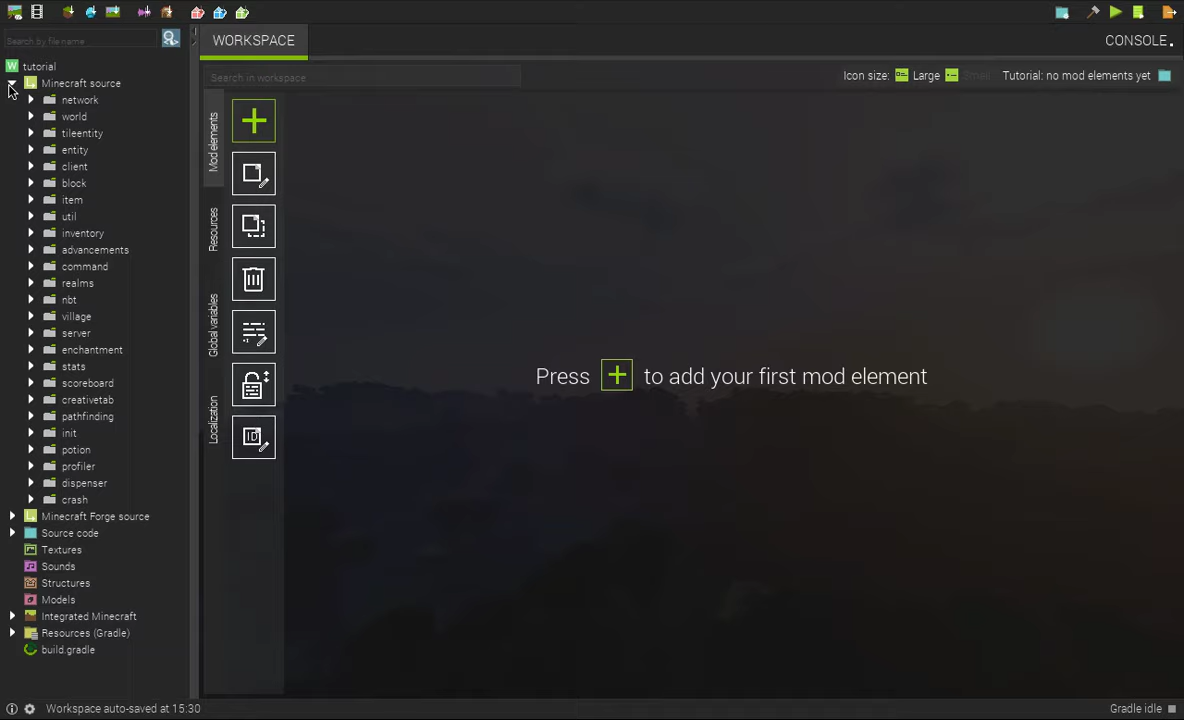 WORKSPACE
CONSOLE.
Search by file name
Search in workspace
Icon size: Large Small
Tutorial: no mod elements yet
tutorial
Minecraft source
network
world
tileentity
entity
client
block
item
util
inventory
advancements
command
realms
nbt
village
server
enchantment
stats
scoreboard
creativetab
pathfinding
init
potion
profiler
dispenser
crash
Minecraft Forge source
Source code
Textures
Sounds
Structures
Models
Integrated Minecraft
Resources (Gradle)
build.gradle
Mod elements
Resources
Global variables
Localization
ID
Press + to add your first mod element
Workspace auto-saved at 15:30
Gradle idle